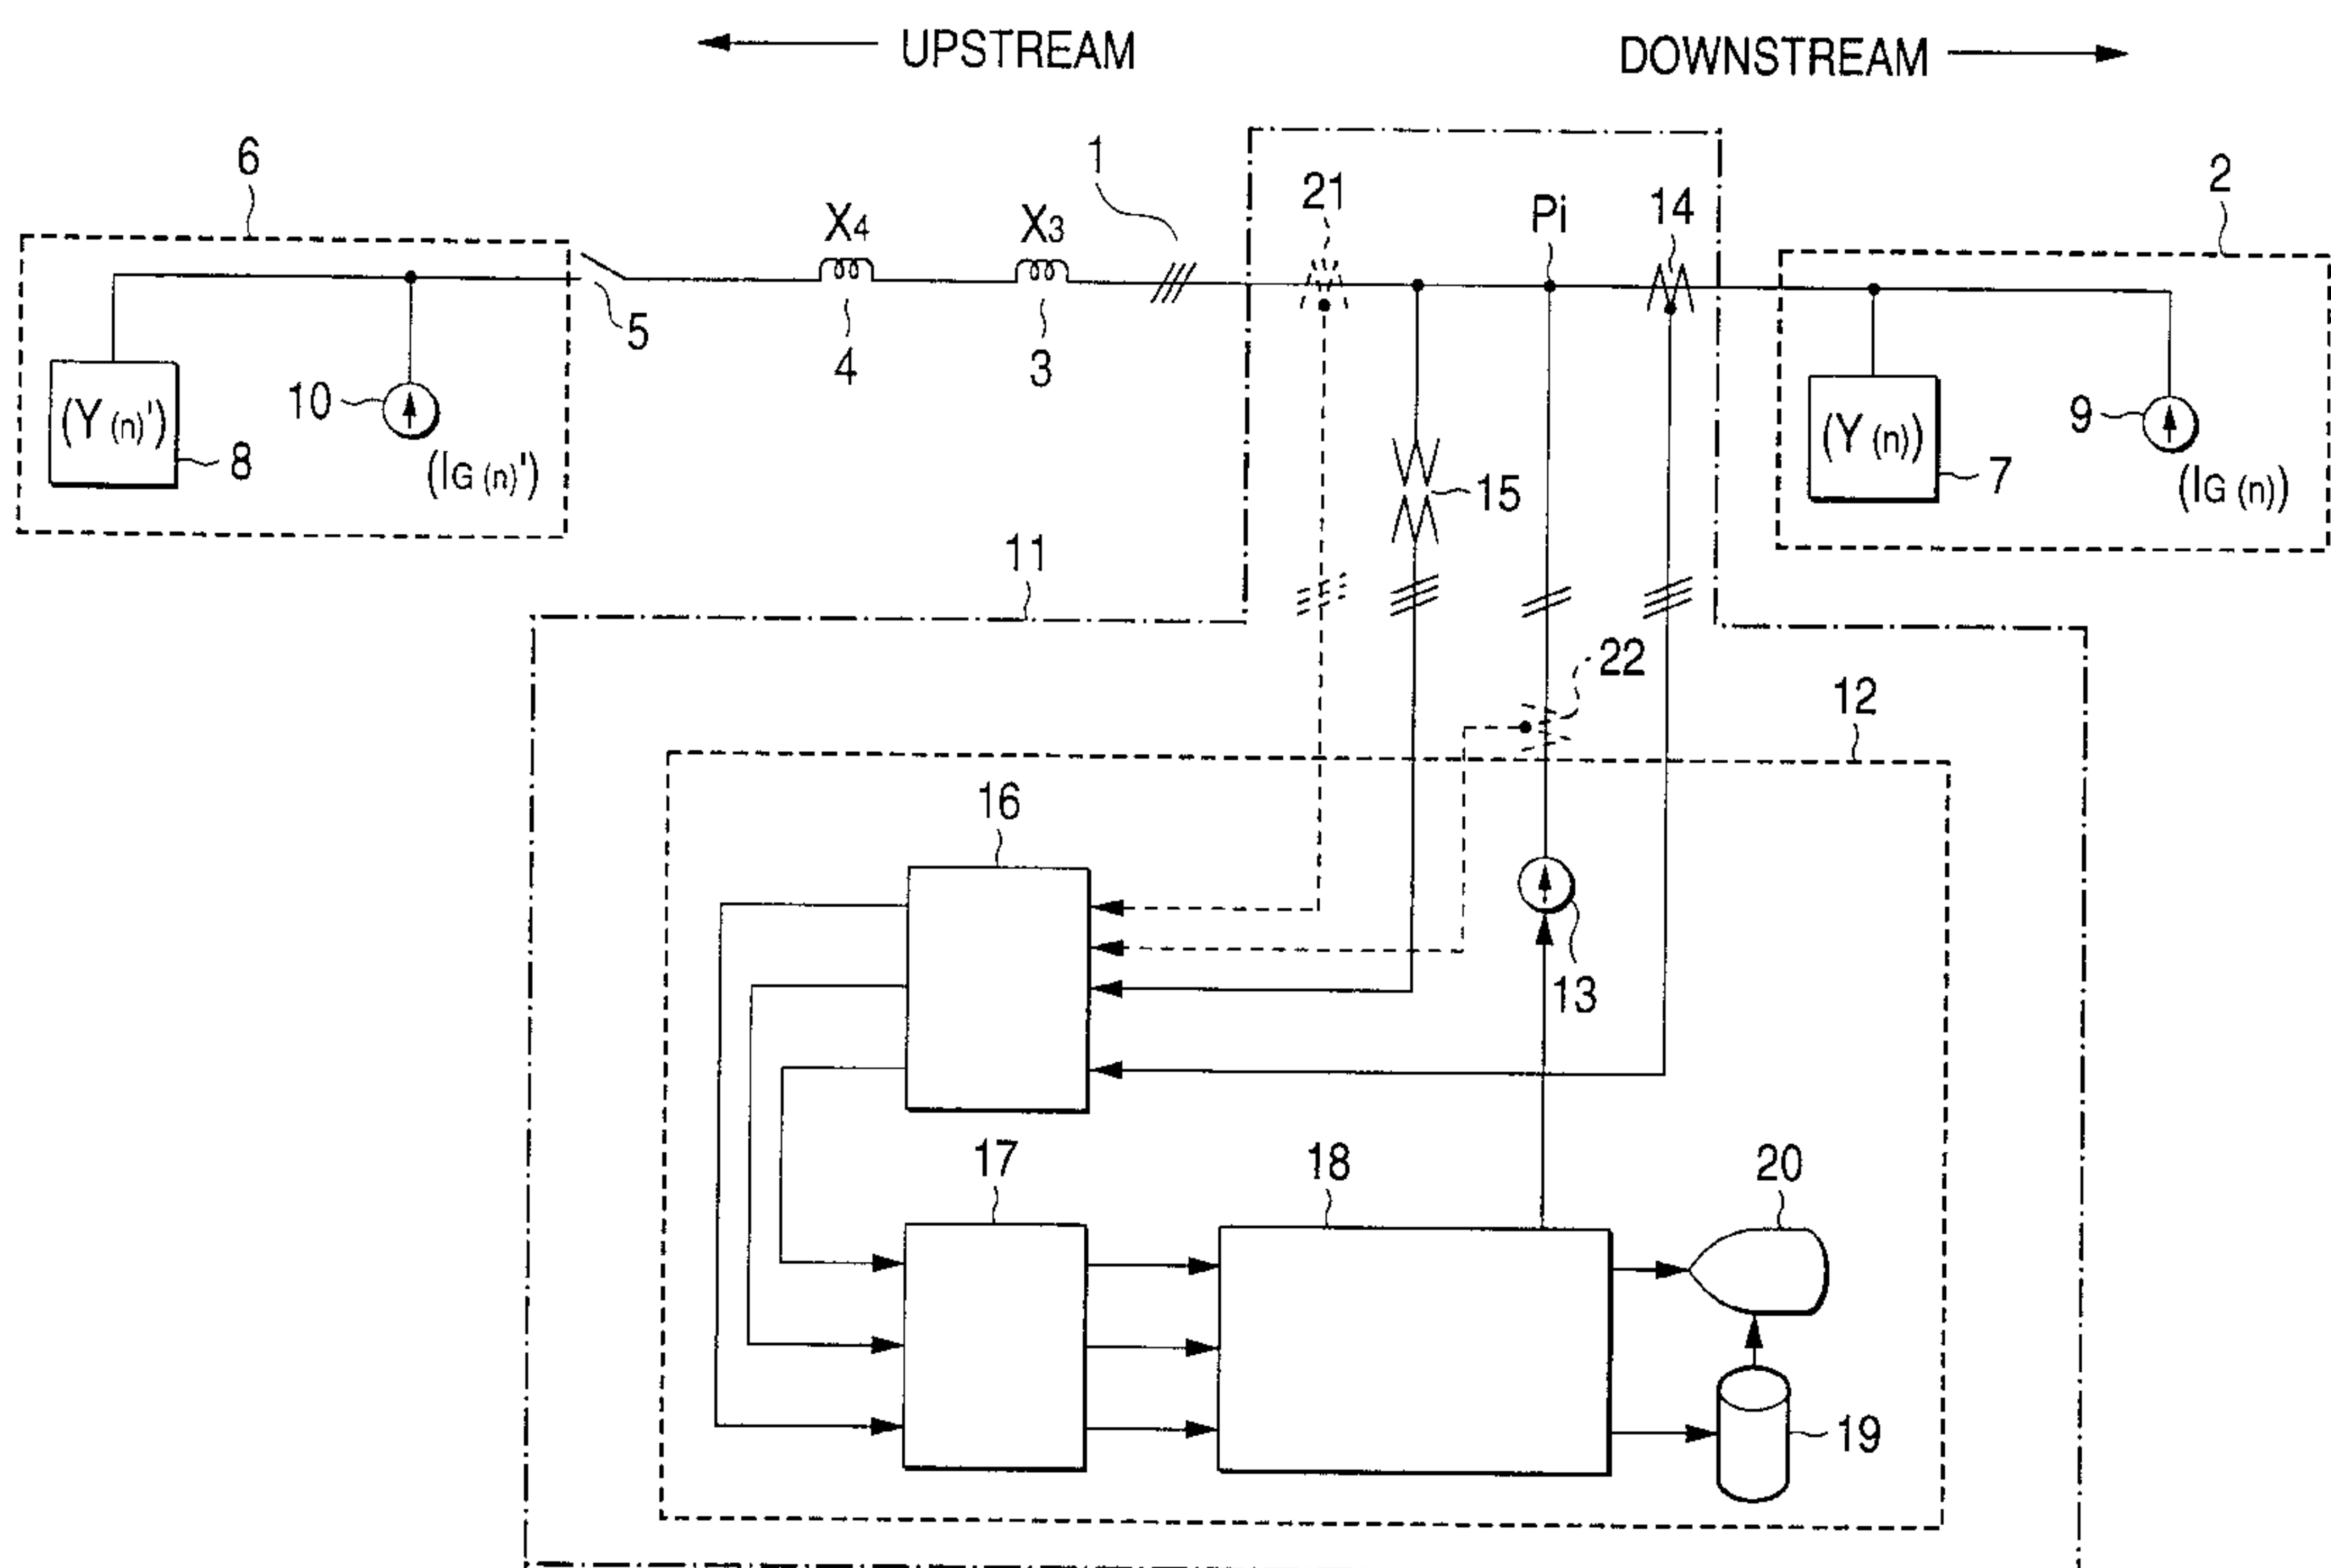 UPSTREAM
DOWNSTREAM
6
1
21
Pi
14
2
X4
X3
5
4
3
10
(Y(n)')
8
(IG(n)')
15
(Y(n))
7
9
(IG(n))
11
22
12
16
13
17
18
20
19